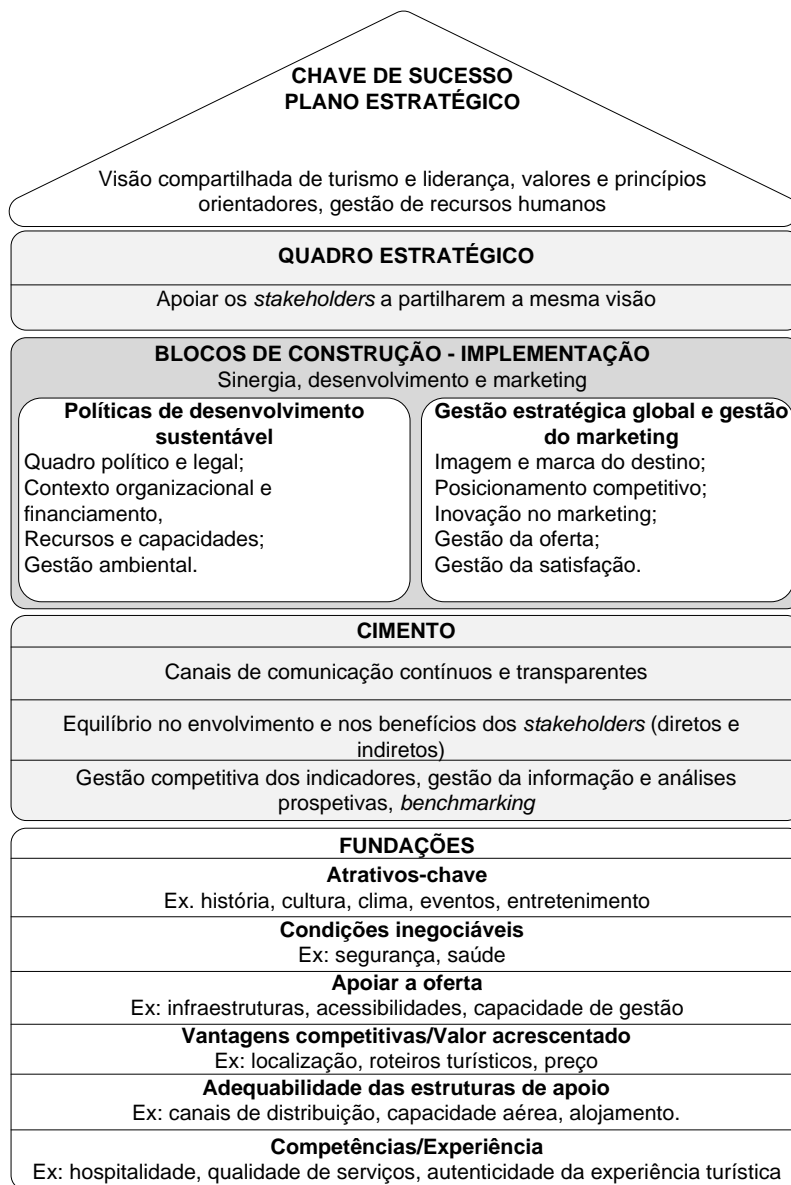 CHAVE DE SUCESSO
PLANO ESTRATÉGICO
Visão compartilhada de turismo e liderança, valores e princípios
orientadores, gestão de recursos humanos
QUADRO ESTRATÉGICO
Apoiar os stakeholders a partilharem a mesma visão
BLOCOS DE CONSTRUÇÃO - IMPLEMENTAÇÃO
Sinergia, desenvolvimento e marketing
Políticas de desenvolvimento
sustentável
Quadro político e legal;
Contexto organizacional e
financiamento,
Recursos e capacidades;
Gestão ambiental.
Gestão estratégica global e gestão
do marketing
Imagem e marca do destino;
Posicionamento competitivo;
Inovação no marketing;
Gestão da oferta;
Gestão da satisfação.
CIMENTO
Canais de comunicação contínuos e transparentes
Equilíbrio no envolvimento e nos benefícios dos stakeholders (diretos e
indiretos)
Gestão competitiva dos indicadores, gestão da informação e análises
prospetivas, benchmarking
FUNDAÇÕES
Atrativos-chave
Ex. história, cultura, clima, eventos, entretenimento
Condições inegociáveis
Ex: segurança, saúde
Apoiar a oferta
Ex: infraestruturas, acessibilidades, capacidade de gestão
Vantagens competitivas/Valor acrescentado
Ex: localização, roteiros turísticos, preço
Adequabilidade das estruturas de apoio
Ex: canais de distribuição, capacidade aérea, alojamento.
Competências/Experiência
Ex: hospitalidade, qualidade de serviços, autenticidade da experiência turística